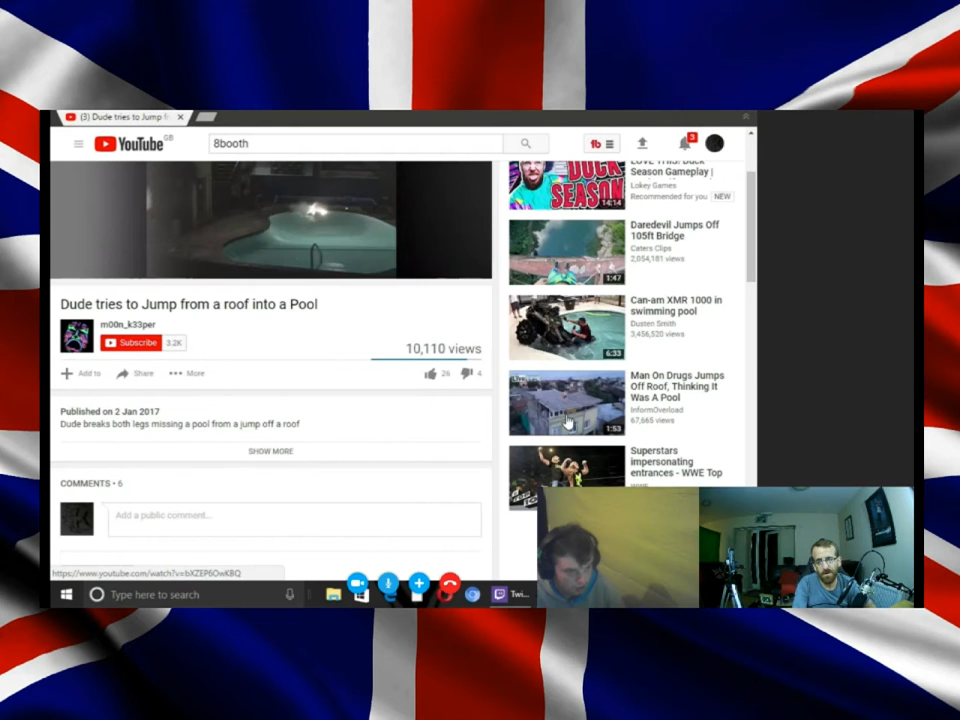 (3) Dude tries to Jump f
YouTube GB
8booth
3
DUCK
SEASON
14:14
LOVE THIS! Duck
Season Gameplay |
Lokey Games
Recommended for you NEW
Daredevil Jumps Off
105ft Bridge
Caters Clips
2,054,181 views
1:47
Can-am XMR 1000 in
swimming pool
Dusten Smith
3,456,520 views
6:33
Man On Drugs Jumps
Off Roof, Thinking It
Was A Pool
InformOverload
67,665 views
1:53
Superstars
impersonating
entrances - WWE Top
Dude tries to Jump from a roof into a Pool
m00n_k33per
Subscribe 3.2K
10,110 views
Add to Share More
26 4
Published on 2 Jan 2017
Dude breaks both legs missing a pool from a jump off a roof
SHOW MORE
COMMENTS • 6
Add a public comment...
https://www.youtube.com/watch?v=bXZEP6OwKBQ
Type here to search
Twi...